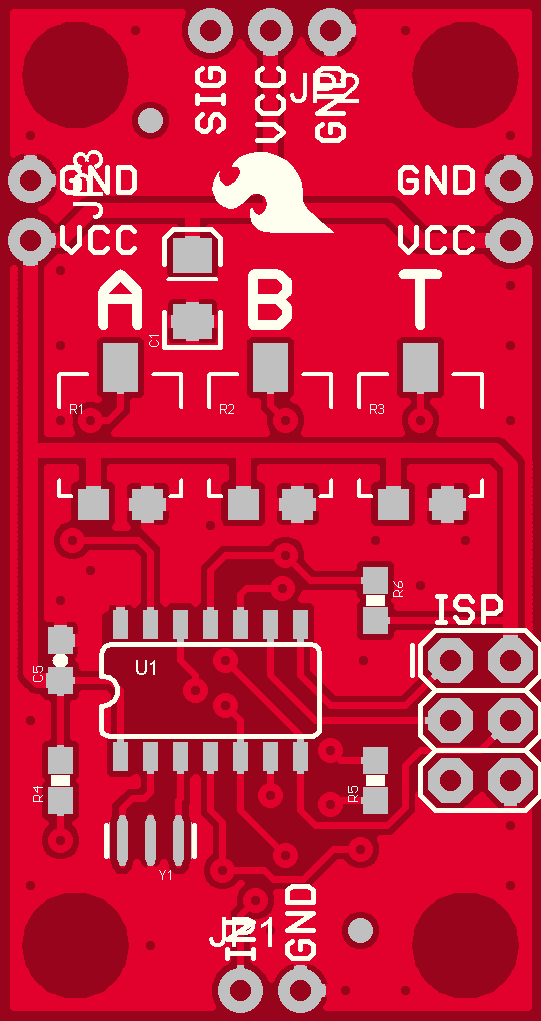 SIG
VCC
GND
JP2
GND
JP3
GND
VCC
VCC
A
B
T
C1
R1
R2
R3
R6
ISP
C5
U1
R4
R5
Y1
JP1
IN
GND